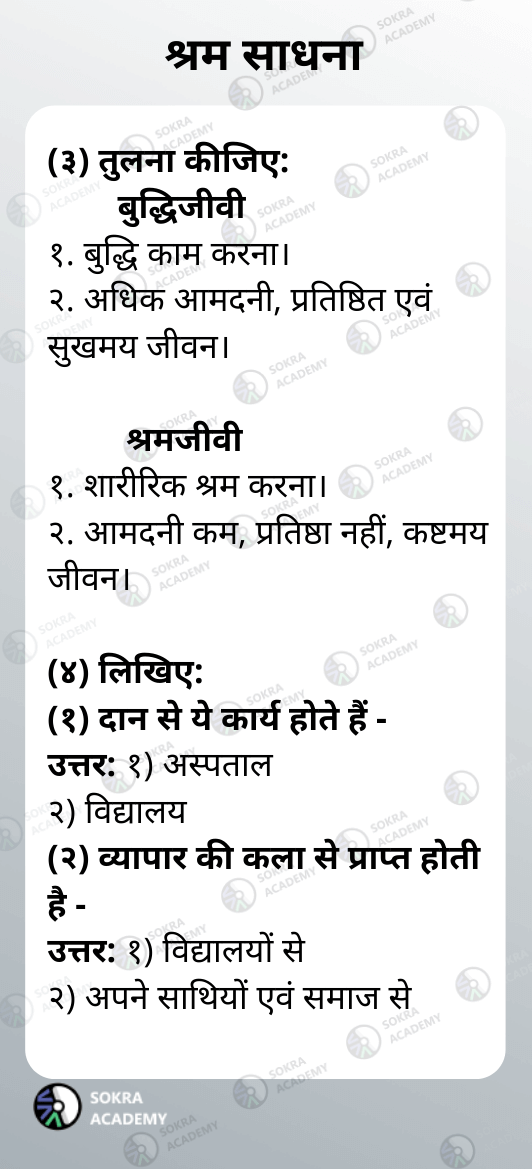 श्रम साधना
(३) तुलना कीजिए:
बुद्धिजीवी
१. बुद्धि काम करना।
२. अधिक आमदनी, प्रतिष्ठित एवं
सुखमय जीवन।
श्रमजीवी
१. शारीरिक श्रम करना।
२. आमदनी कम, प्रतिष्ठा नहीं, कष्टमय
जीवन।
(४) लिखिए:
(१) दान से ये कार्य होते हैं -
उत्तर: १) अस्पताल
२) विद्यालय
(२) व्यापार की कला से प्राप्त होती
है -
उत्तर: १) विद्यालयों से
२) अपने साथियों एवं समाज से
SOKRA
ACADEMY